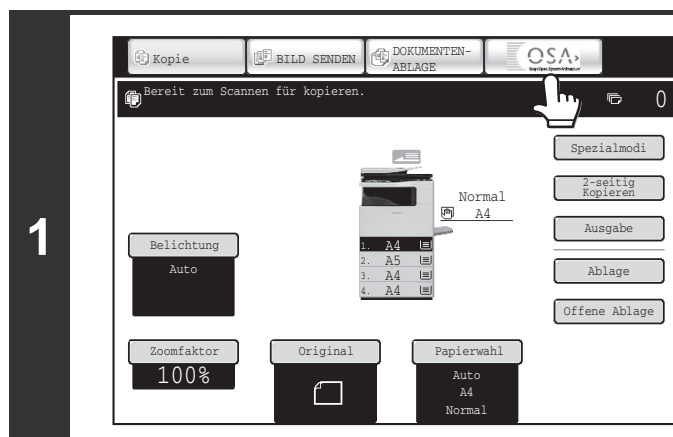 1
Kopie
BILD SENDEN
DOKUMENTEN-
ABLAGE
OSA
Bereit zum Scannen für kopieren.
0
Spezialmodi
2-seitig
Kopieren
Ausgabe
Ablage
Offene Ablage
Normal
A4
1. A4
2. A5
3. A4
4. A4
Belichtung
Auto
Zoomfaktor
100%
Original
Papierwahl
Auto
A4
Normal